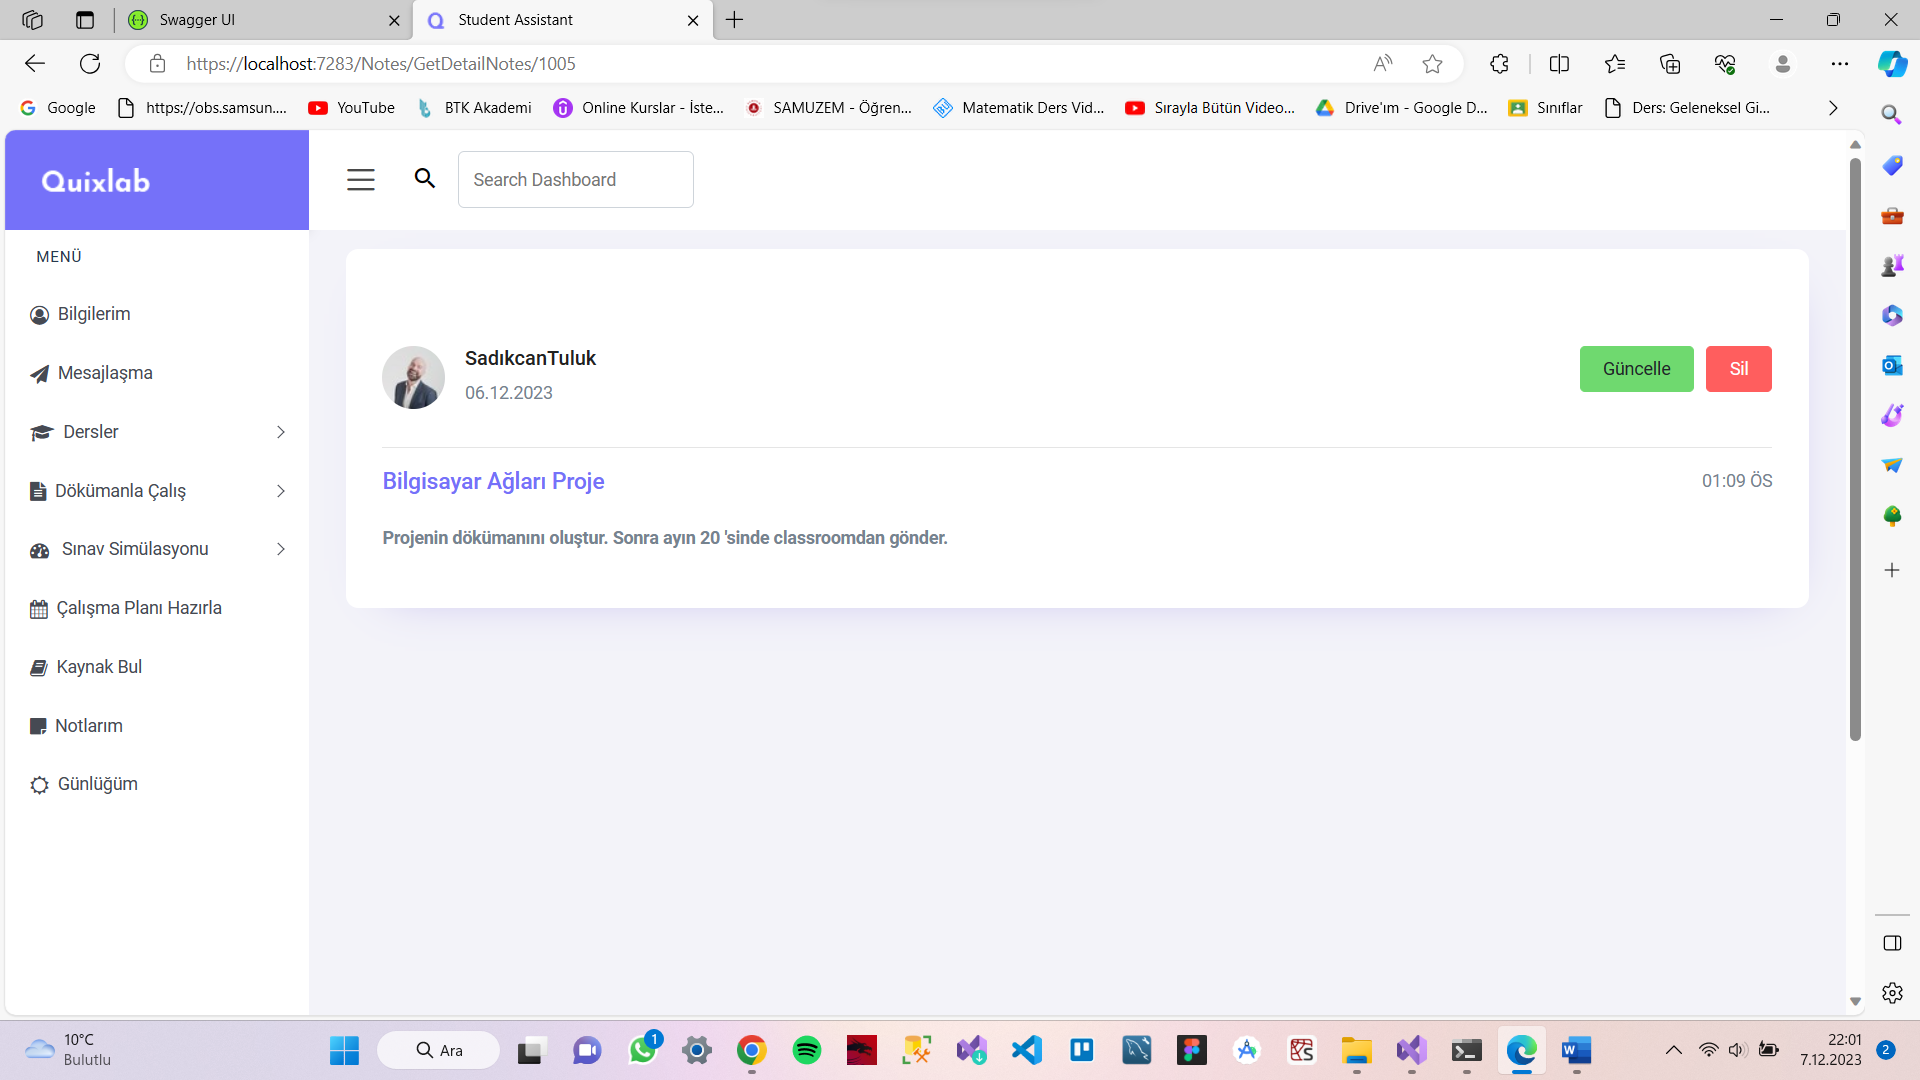 Swagger UI
Student Assistant
https://localhost:7283/Notes/GetDetailNotes/1005
Google
https://obs.samsun....
YouTube
BTK Akademi
Online Kurslar - İste...
SAMUZEM - Öğren...
Matematik Ders Vid...
Sırayla Bütün Video...
Drive'ım - Google D...
Sınıflar
Ders: Geleneksel Gi...
Quixlab
Search Dashboard
MENÜ
Bilgilerim
Mesajlaşma
Dersler
Dökümanla Çalış
Sınav Simülasyonu
Çalışma Planı Hazırla
Kaynak Bul
Notlarım
Günlüğüm
SadıkcanTuluk
06.12.2023
Güncelle
Sil
Bilgisayar Ağları Proje
01:09 ÖS
Projenin dökümanını oluştur. Sonra ayın 20 'sinde classroomdan gönder.
10°C
Bulutlu
Ara
1
22:01
7.12.2023
2